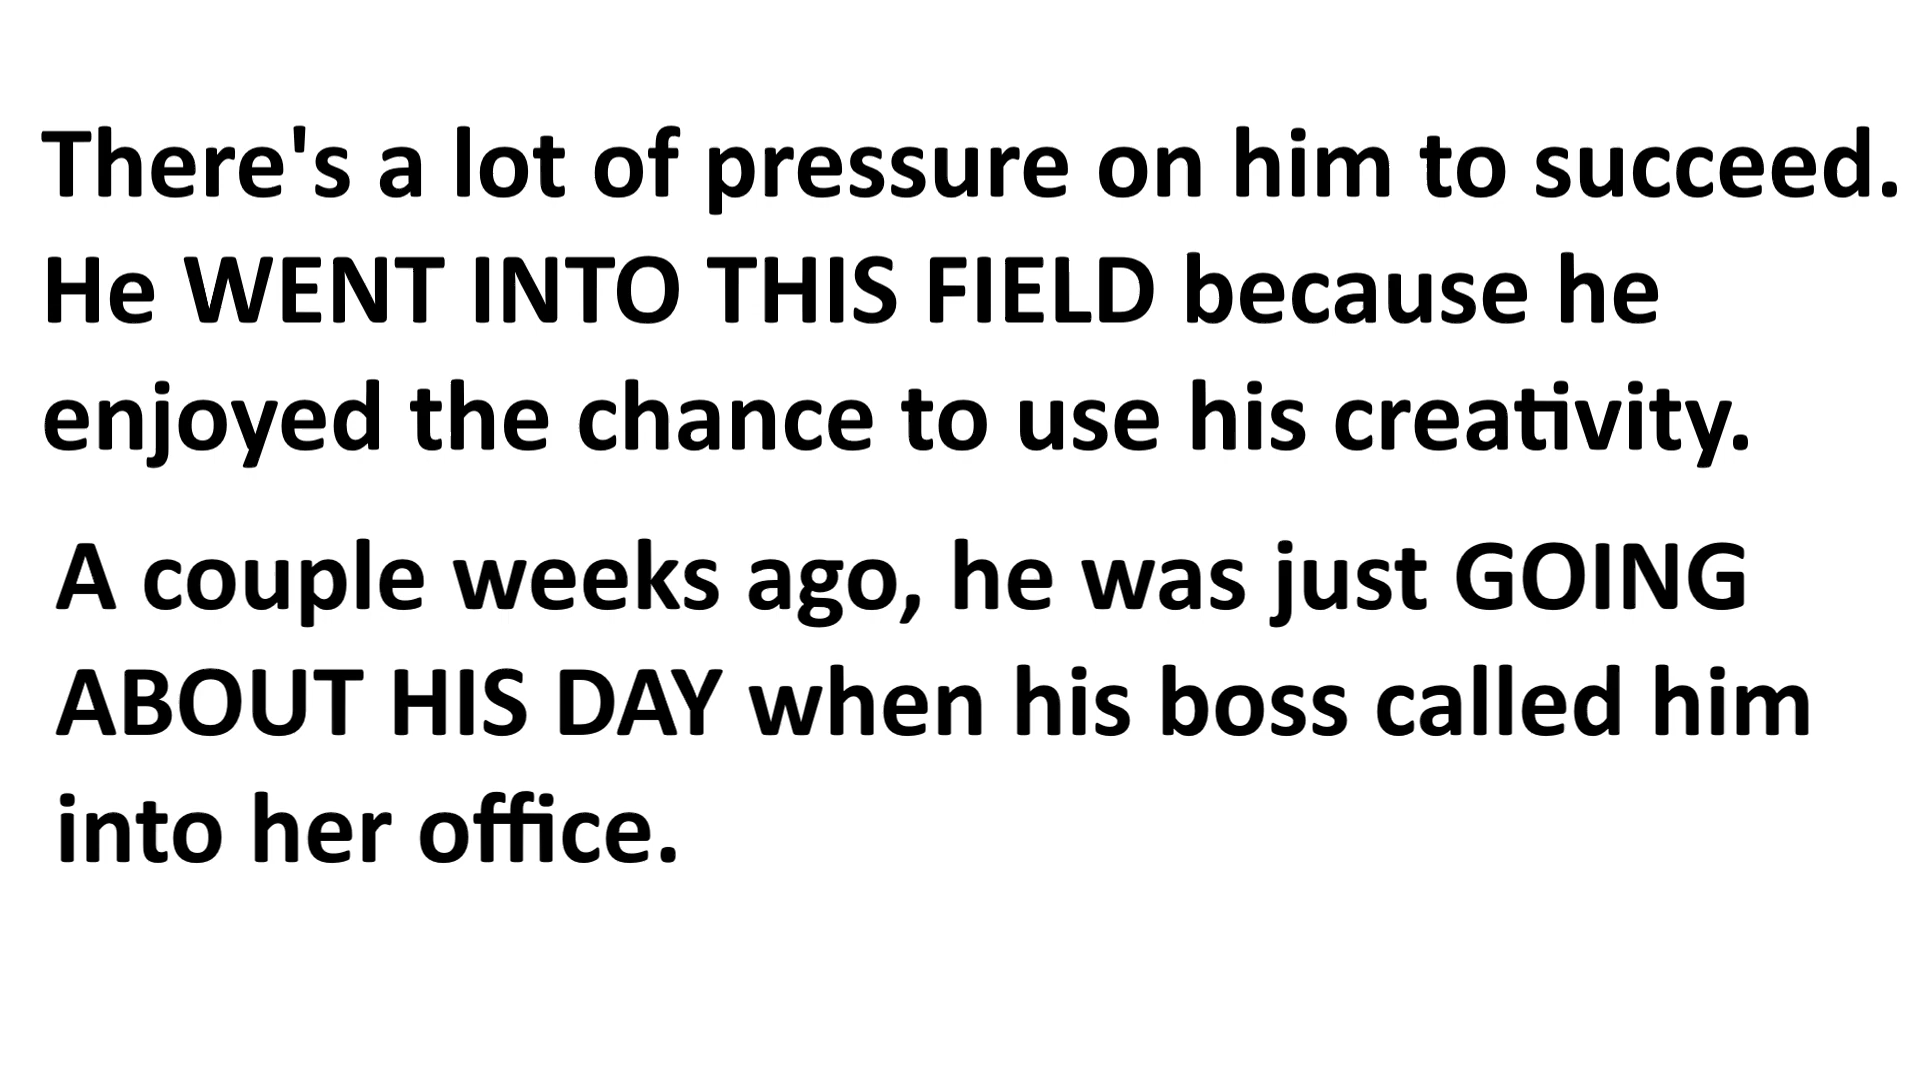 There's a lot of pressure on him to succeed.
He WENT INTO THIS FIELD because he
enjoyed the chance to use his creativity.
A couple weeks ago, he was just GOING
ABOUT HIS DAY when his boss called him
into her office.